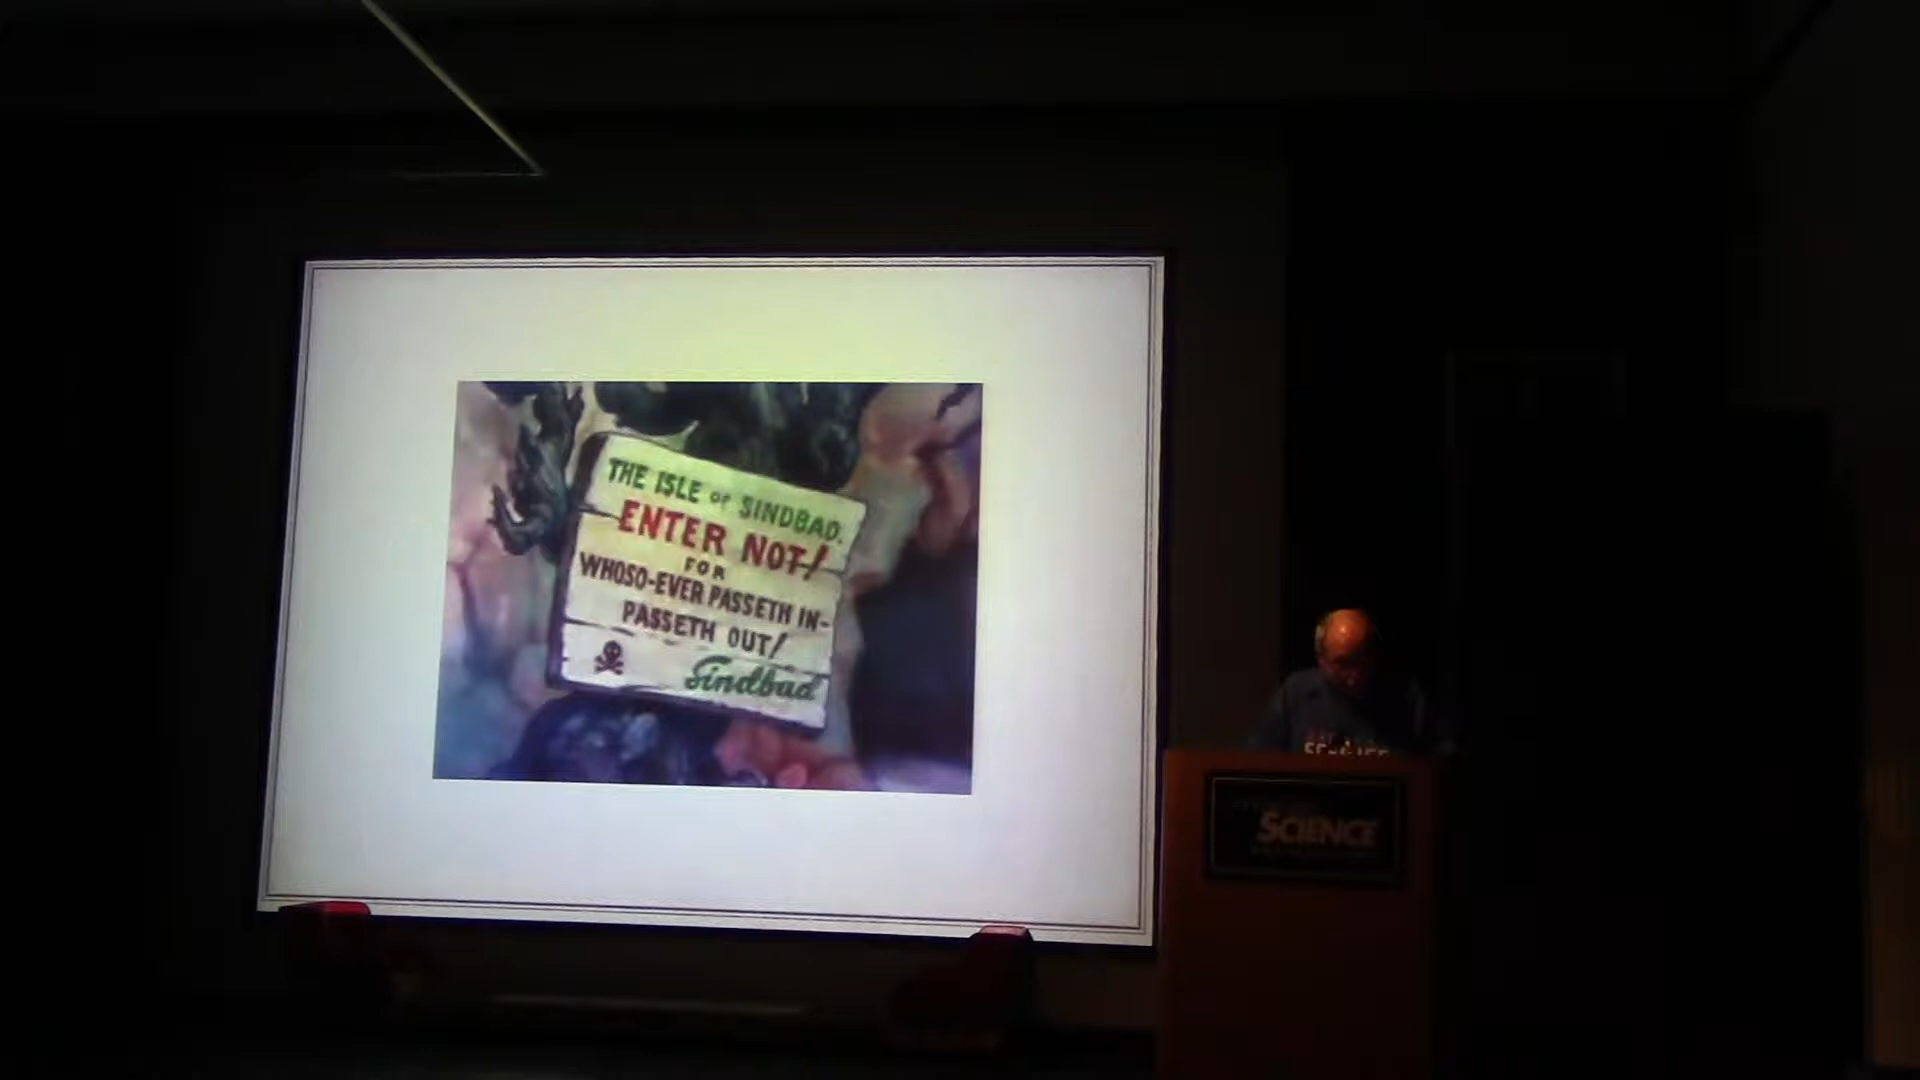 THE ISLE OF SINDBAD.
ENTER NOT!
FOR
WHOSO-EVER PASSETH IN-
PASSETH OUT!
Sindbad
SCIENCE